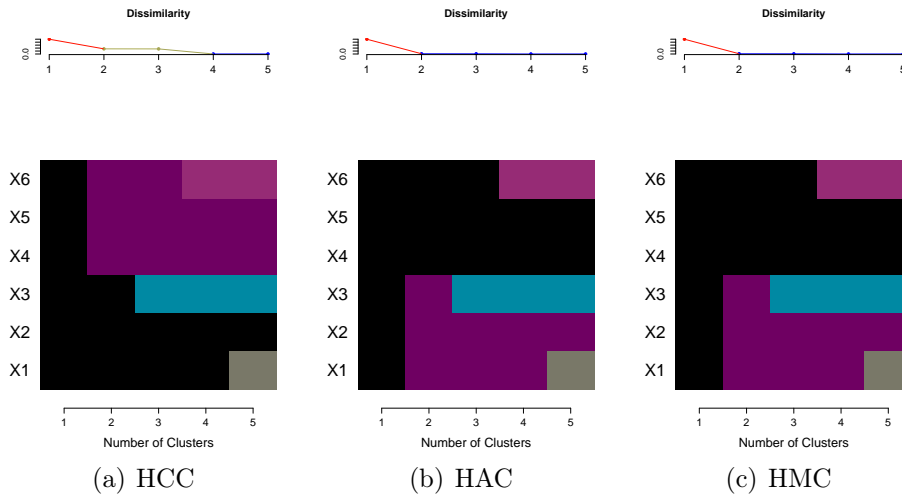 Dissimilarity
0.0
1 2 3 4 5
X6
X5
X4
X3
X2
X1
1 2 3 4 5
Number of Clusters
(a) HCC
Dissimilarity
0.0
1 2 3 4 5
X6
X5
X4
X3
X2
X1
1 2 3 4 5
Number of Clusters
(b) HAC
Dissimilarity
0.0
1 2 3 4 5
X6
X5
X4
X3
X2
X1
1 2 3 4 5
Number of Clusters
(c) HMC